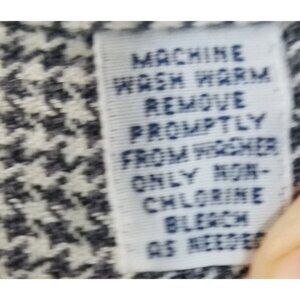 MACHINE
WASH WARM
REMOVE
PROMPTLY
FROM WASHER
ONLY NON-
CHLORINE
BLEACH
AS NEEDED